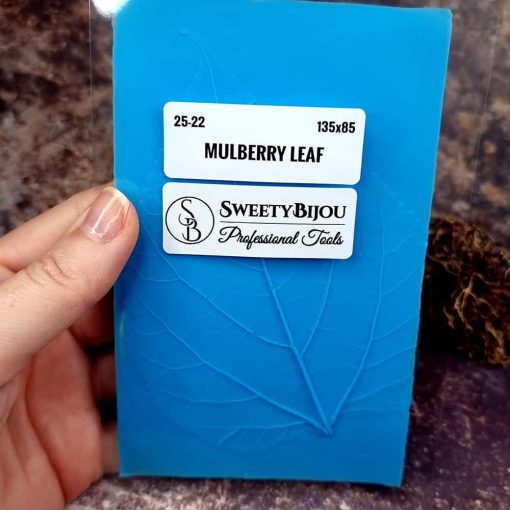 25-22 135x85
MULBERRY LEAF
SB SWEETYBIJOU
Professional Tools